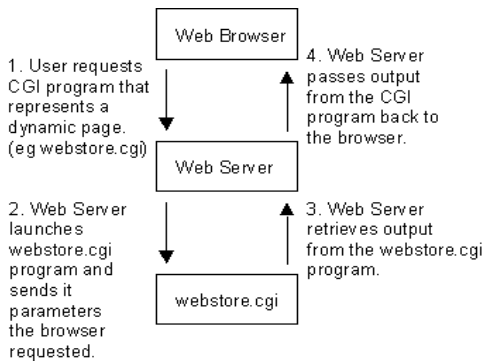 Web Browser
1. User requests
CGI program that
represents a
dynamic page.
(eg webstore.cgi)
4. Web Server
passes output
from the CGI
program back to
the browser.
Web Server
2. Web Server
launches
webstore.cgi
program and
sends it
parameters
the browser
requested.
3. Web Server
retrieves output
from the webstore.cgi
program.
webstore.cgi